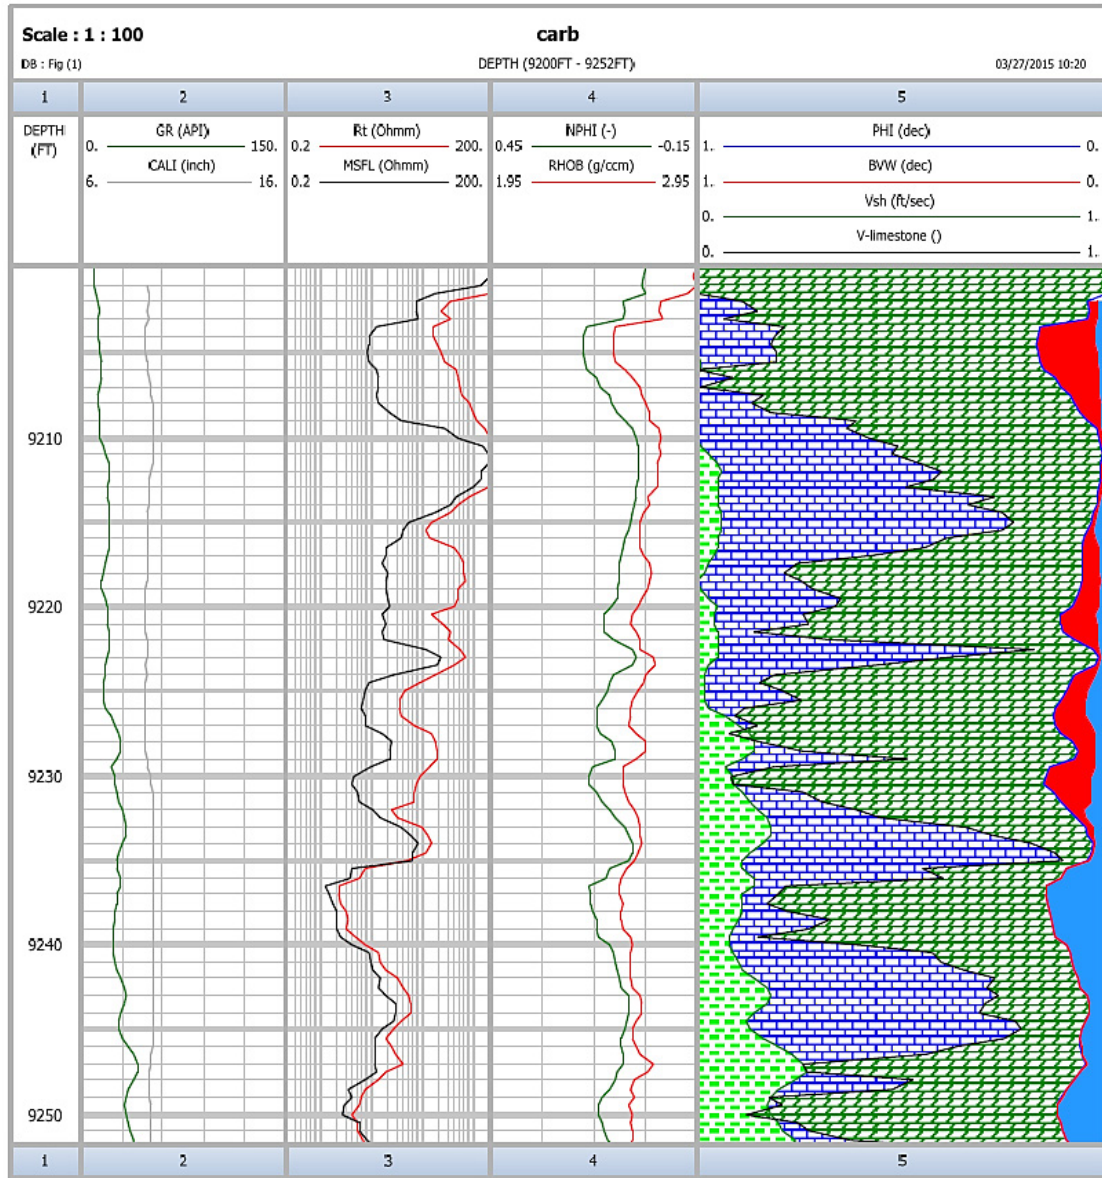 Scale : 1 : 100
carb
DB : Fig (1)
DEPTH (9200FT - 9252FT)
03/27/2015 10:20
1 2 3 4 5
DEPTH (FT)
GR (API)
0. 150.
CALI (inch)
6. 16.
Rt (Ohmm)
0.2 200.
MSFL (Ohmm)
0.2 200.
NPHI (-)
0.45 -0.15
RHOB (g/ccm)
1.95 2.95
PHI (dec)
1. 0.
BVW (dec)
1. 0.
Vsh (ft/sec)
0. 1.
V-limestone ()
0. 1.
9210
9220
9230
9240
9250
1 2 3 4 5